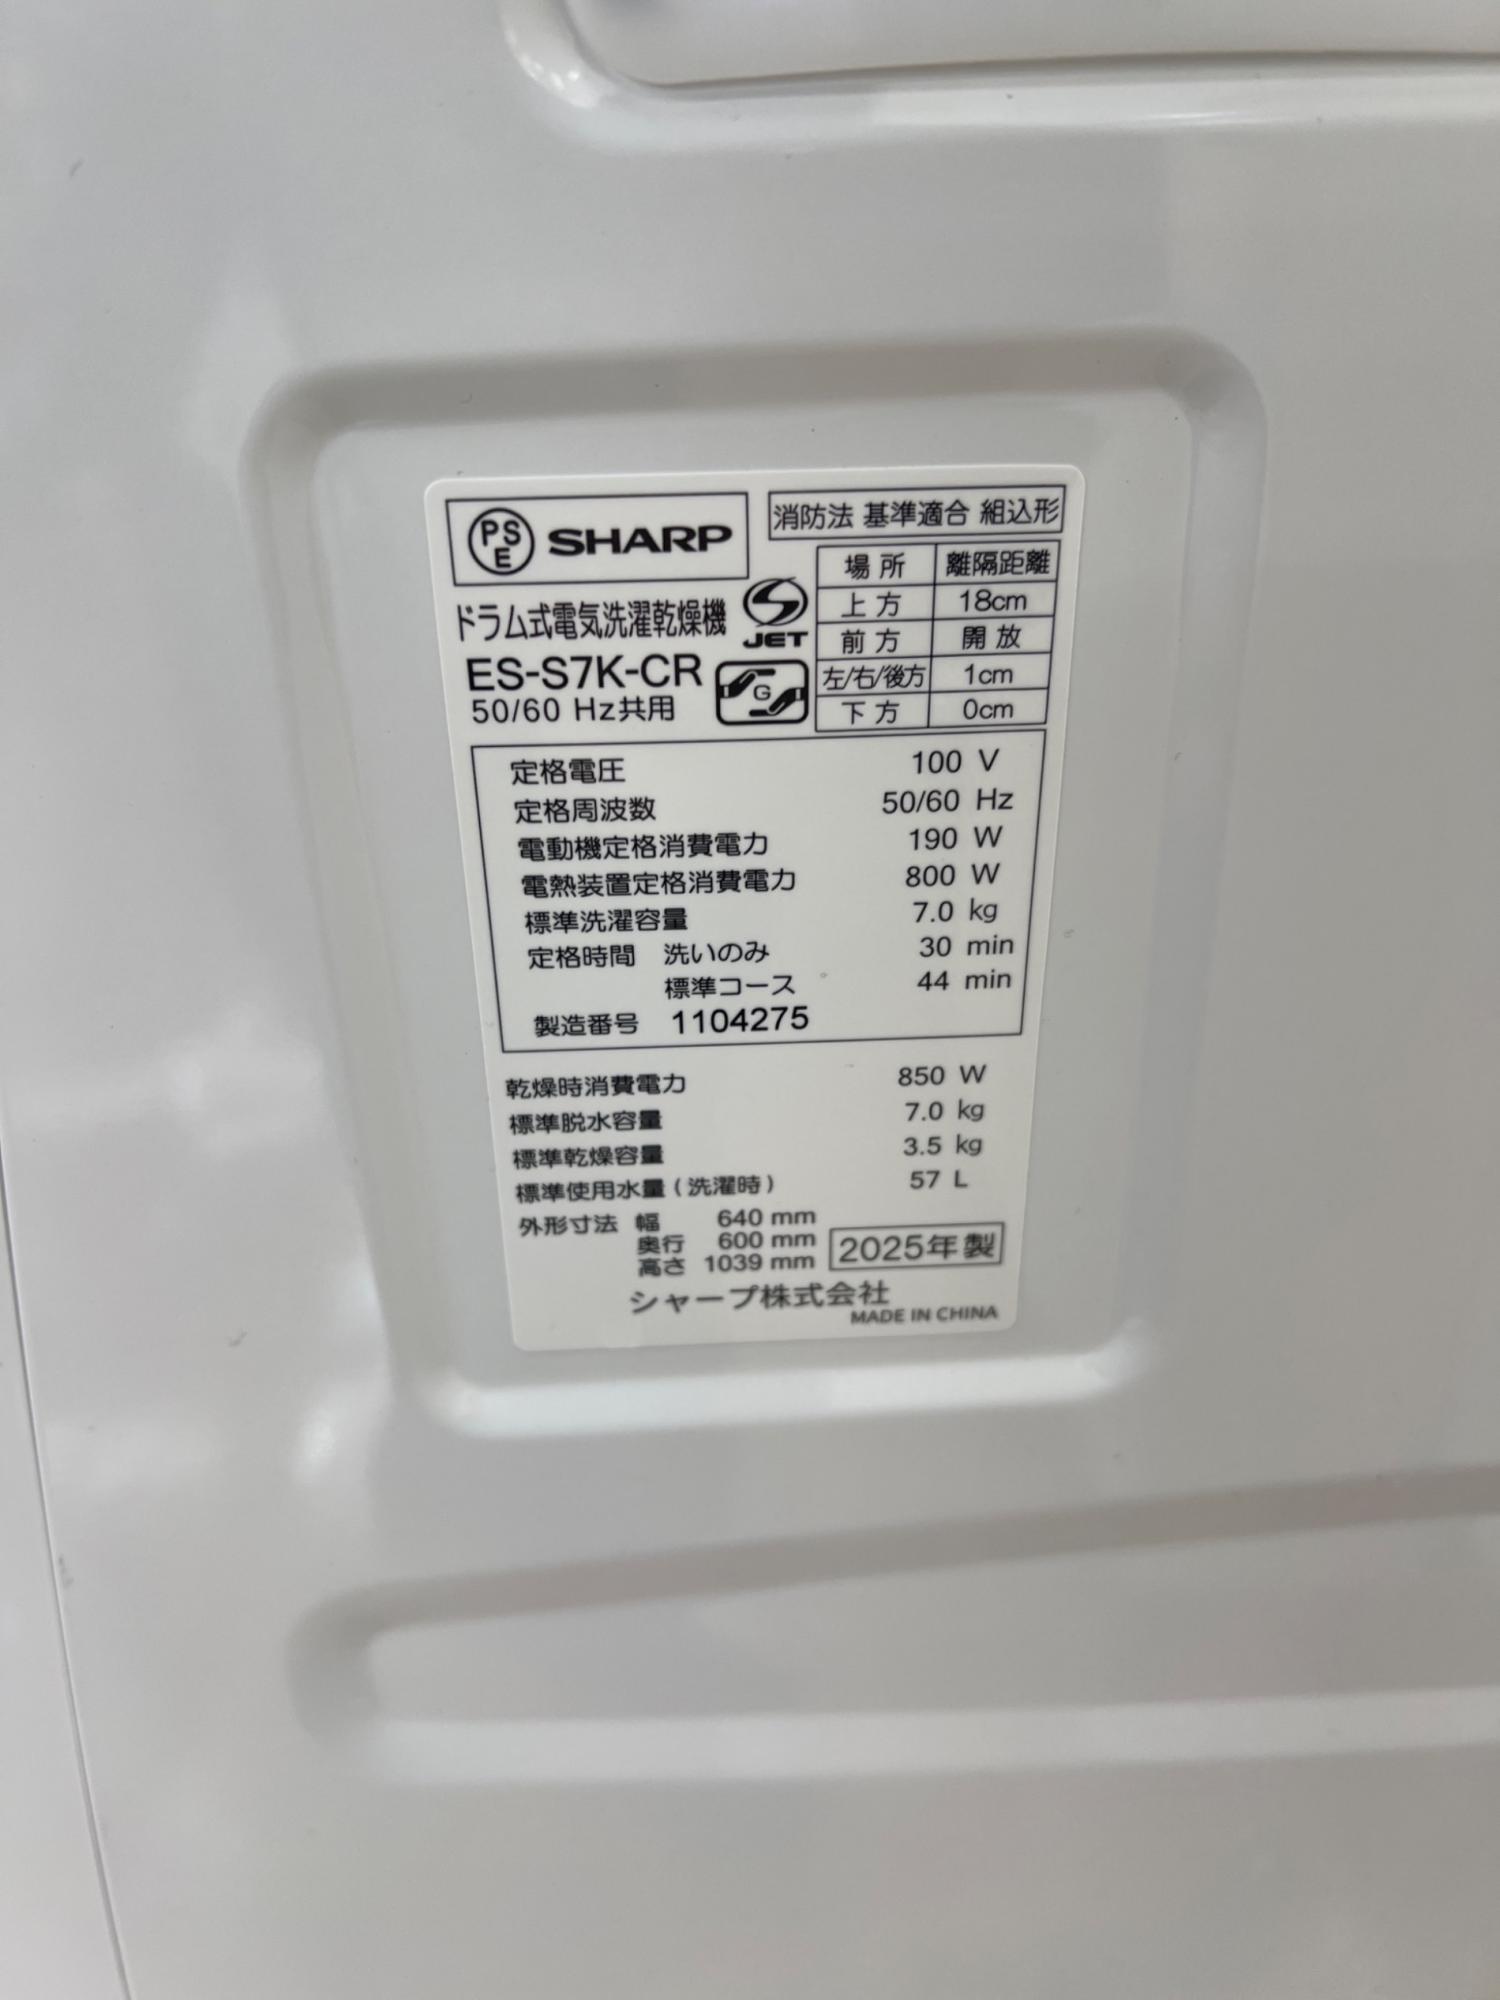 PSE SHARP
消防法 基準適合 組込形
場所 離隔距離
上方 18cm
前方 開放
左/右/後方 1cm
下方 0cm
ドラム式電気洗濯乾燥機
JET
ES-S7K-CR
G
50/60 Hz共用
定格電圧 100 V
定格周波数 50/60 Hz
電動機定格消費電力 190 W
電熱装置定格消費電力 800 W
標準洗濯容量 7.0 kg
定格時間 洗いのみ 30 min
標準コース 44 min
製造番号 1104275
乾燥時消費電力 850 W
標準脱水容量 7.0 kg
標準乾燥容量 3.5 kg
標準使用水量(洗濯時) 57 L
外形寸法 幅 640 mm
奥行 600 mm
高さ 1039 mm
2025年製
シャープ株式会社
MADE IN CHINA